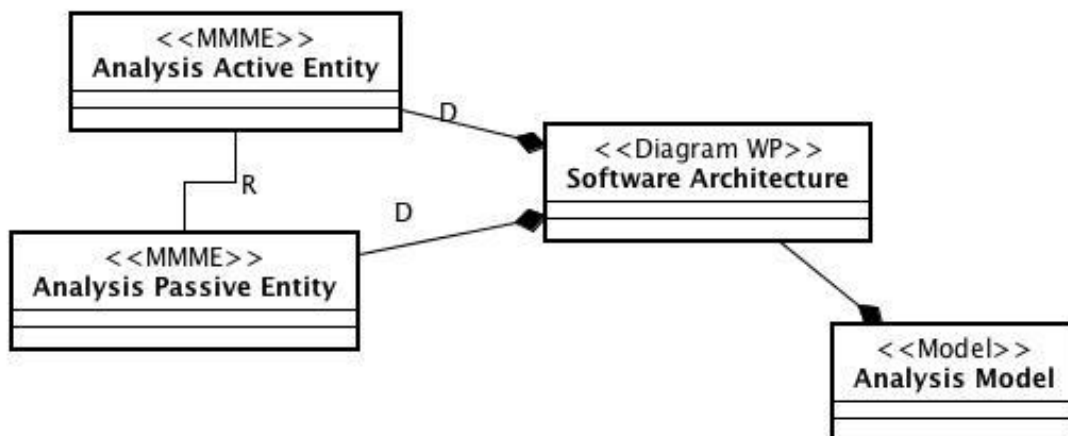 <<MMME>>
Analysis Active Entity
D
<<Diagram WP>>
Software Architecture
R
D
<<MMME>>
Analysis Passive Entity
<<Model>>
Analysis Model